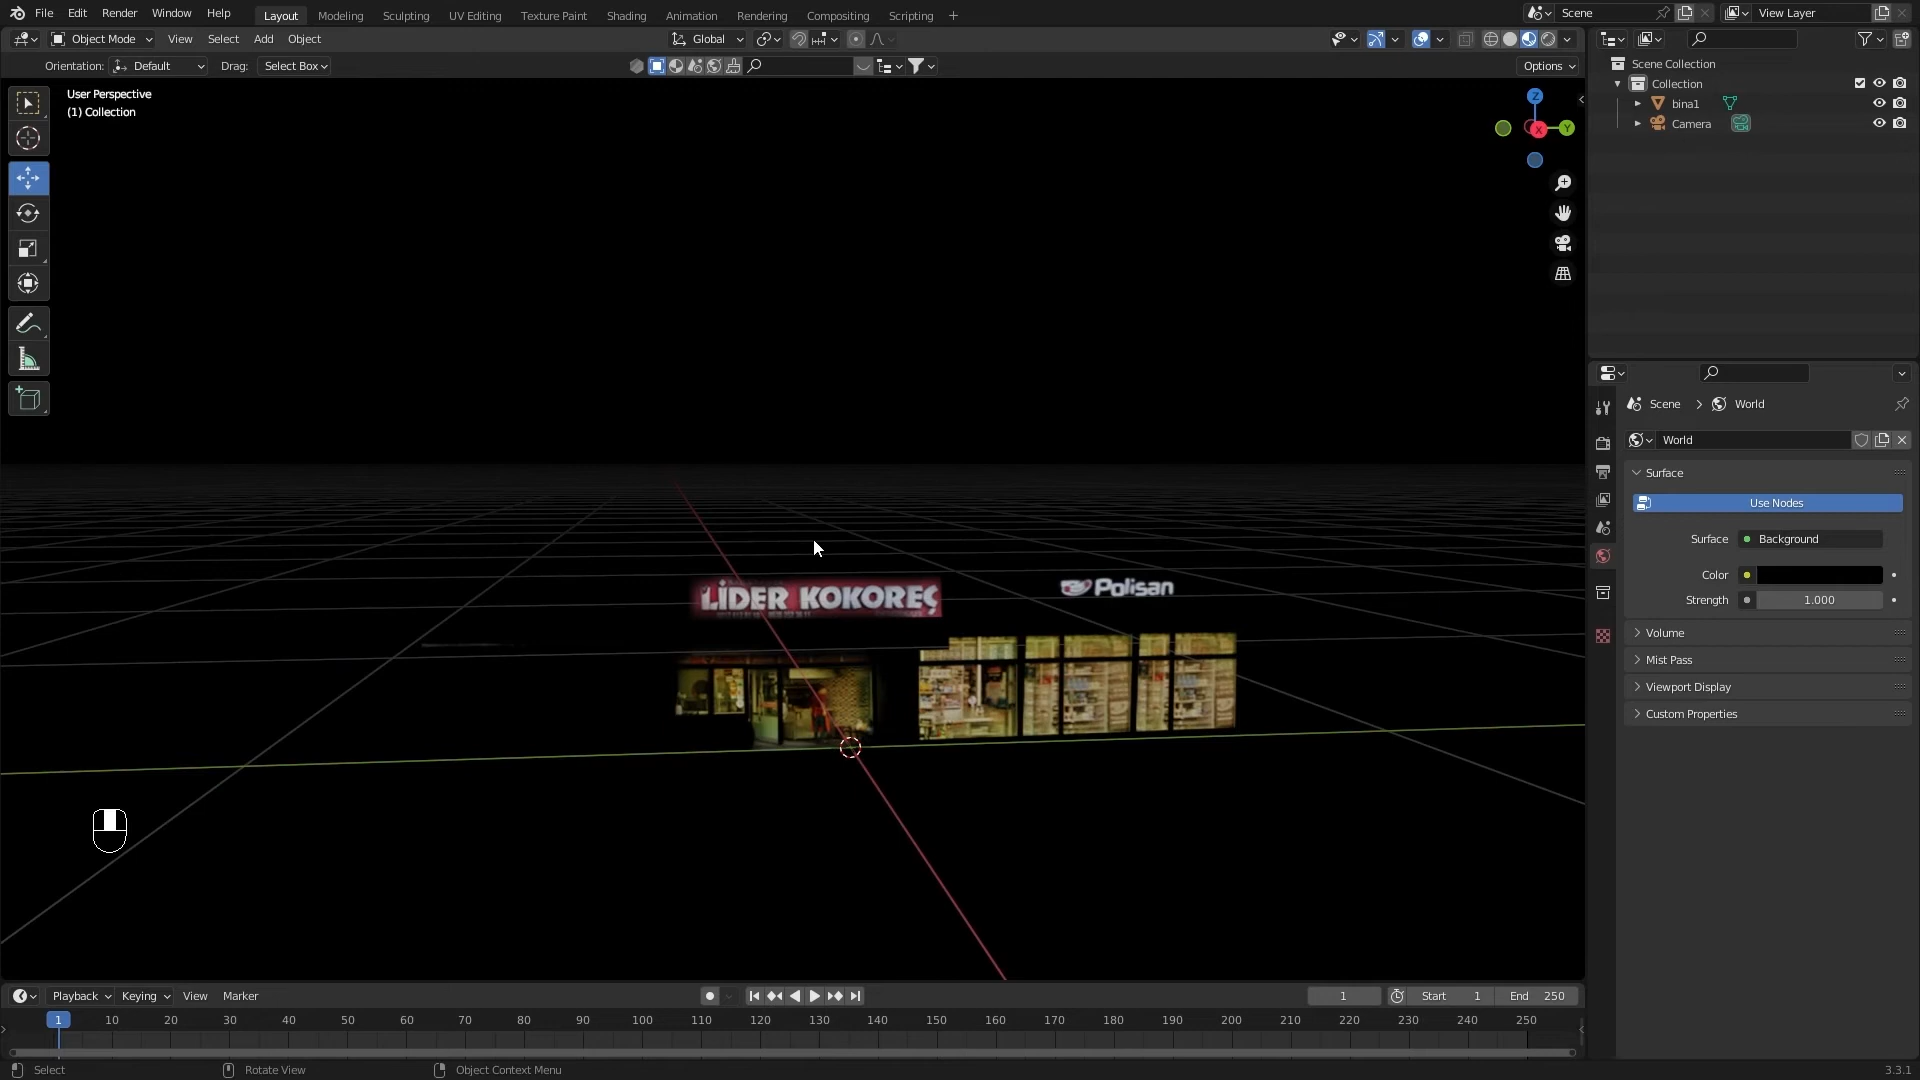 File Edit Render Window Help Layout Modeling Sculpting UV Editing Texture Paint Shading Animation Rendering Compositing Scripting + Scene View Layer
Object Mode View Select Add Object Global
Orientation: Default Drag: Select Box Options
User Perspective
(1) Collection
Z
X Y
LİDER KOKOREÇ
Polisan
Scene Collection
Collection
bina1
Camera
Scene > World
World
Surface
Use Nodes
Surface Background
Color
Strength 1.000
Volume
Mist Pass
Viewport Display
Custom Properties
Playback Keying View Marker 1 Start 1 End 250
1 10 20 30 40 50 60 70 80 90 100 110 120 130 140 150 160 170 180 190 200 210 220 230 240 250
Select Rotate View Object Context Menu 3.3.1